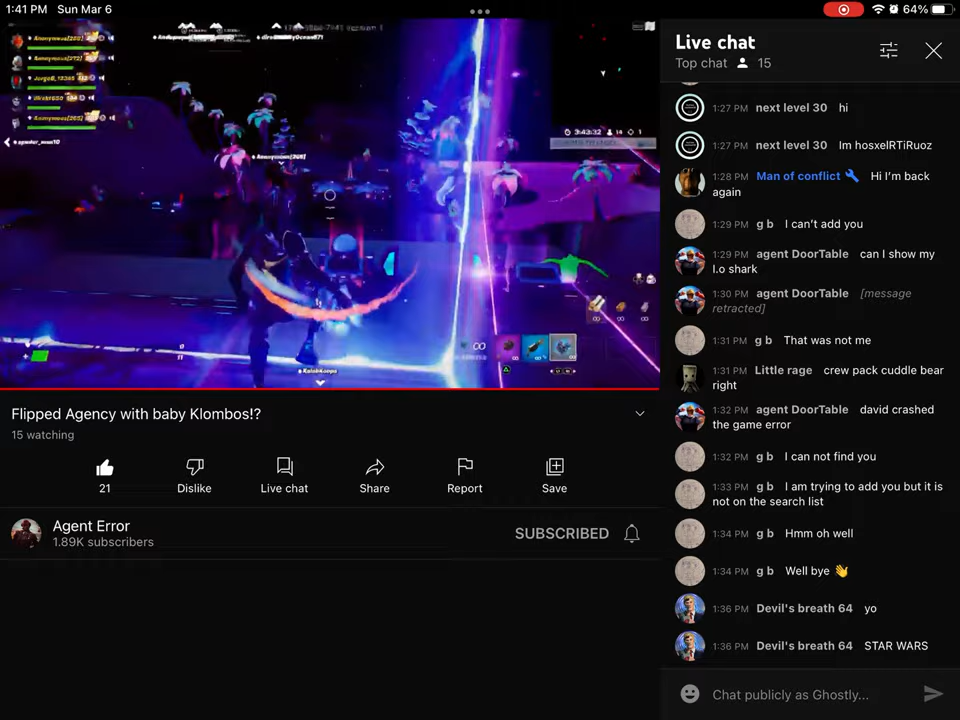 1:41 PM Sun Mar 6
64%
3:43:32 14 1
KalebKoops
Flipped Agency with baby Klombos!?
15 watching
21
Dislike
Live chat
Share
Report
Save
Agent Error
1.89K subscribers
SUBSCRIBED
Live chat
Top chat 15
1:27 PM next level 30 hi
1:27 PM next level 30 Im hosxelRTiRuoz
1:28 PM Man of conflict Hi I'm back
again
1:29 PM g b I can't add you
1:29 PM agent DoorTable can I show my
l.o shark
1:30 PM agent DoorTable [message
retracted]
1:31 PM g b That was not me
1:31 PM Little rage crew pack cuddle bear
right
1:32 PM agent DoorTable david crashed
the game error
1:32 PM g b I can not find you
1:33 PM g b I am trying to add you but it is
not on the search list
1:34 PM g b Hmm oh well
1:34 PM g b Well bye 👋
1:36 PM Devil's breath 64 yo
1:36 PM Devil's breath 64 STAR WARS
Chat publicly as Ghostly...